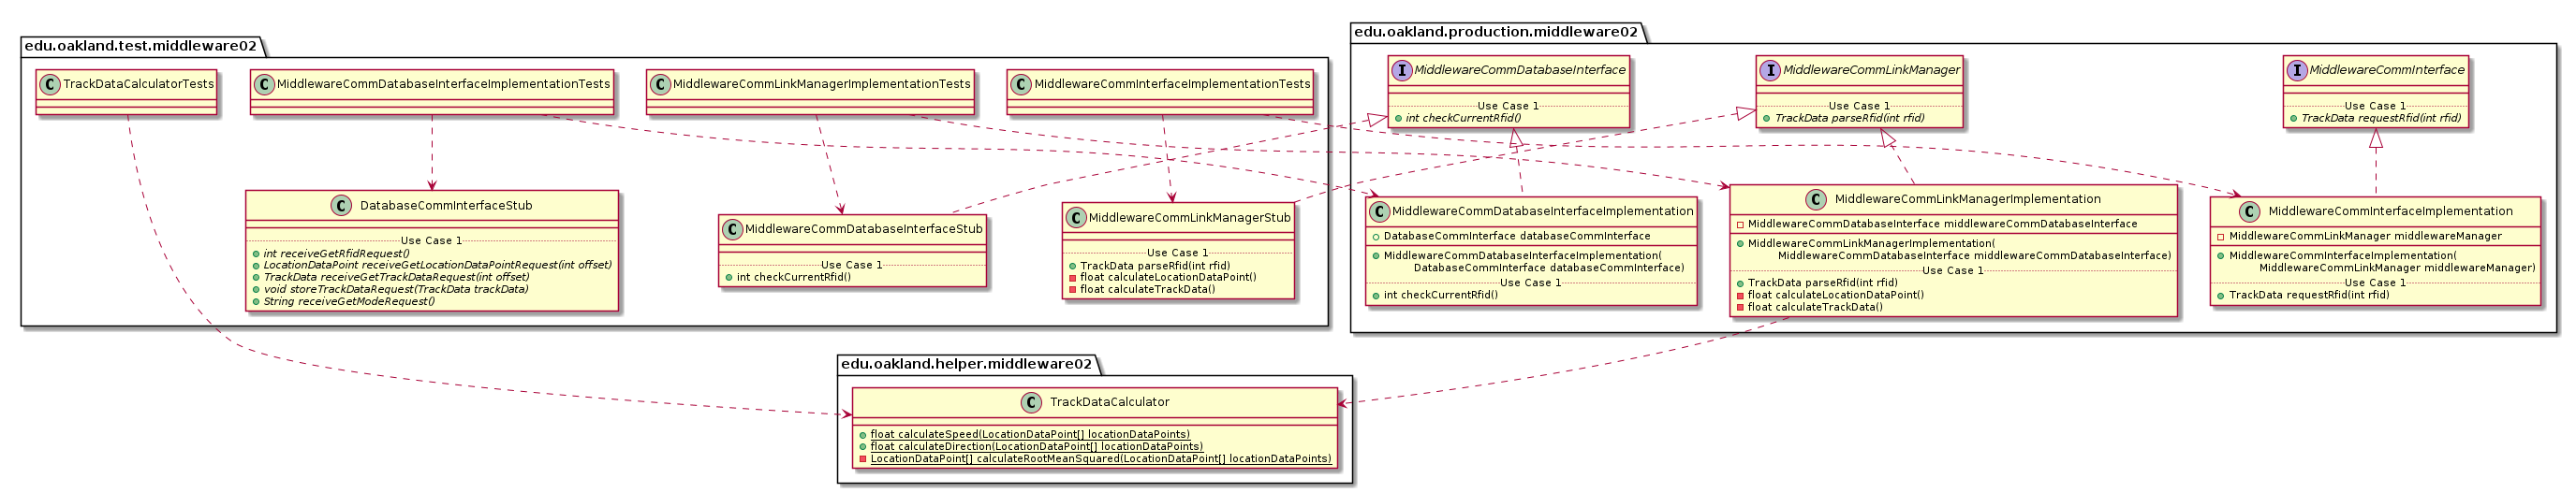 edu.oakland.test.middleware02
C TrackDataCalculatorTests
C MiddlewareCommDatabaseInterfaceImplementationTests
C MiddlewareCommLinkManagerImplementationTests
C MiddlewareCommInterfaceImplementationTests
C DatabaseCommInterfaceStub
Use Case 1
int receiveGetRfidRequest()
LocationDataPoint receiveGetLocationDataPointRequest(int offset)
TrackData receiveGetTrackDataRequest(int offset)
void storeTrackDataRequest(TrackData trackData)
String receiveGetModeRequest()
C MiddlewareCommDatabaseInterfaceStub
Use Case 1
int checkCurrentRfid()
C MiddlewareCommLinkManagerStub
Use Case 1
TrackData parseRfid(int rfid)
float calculateLocationDataPoint()
float calculateTrackData()
edu.oakland.production.middleware02
I MiddlewareCommDatabaseInterface
Use Case 1
int checkCurrentRfid()
I MiddlewareCommLinkManager
Use Case 1
TrackData parseRfid(int rfid)
I MiddlewareCommInterface
Use Case 1
TrackData requestRfid(int rfid)
C MiddlewareCommDatabaseInterfaceImplementation
DatabaseCommInterface databaseCommInterface
MiddlewareCommDatabaseInterfaceImplementation(
DatabaseCommInterface databaseCommInterface)
Use Case 1
int checkCurrentRfid()
C MiddlewareCommLinkManagerImplementation
MiddlewareCommDatabaseInterface middlewareCommDatabaseInterface
MiddlewareCommLinkManagerImplementation(
MiddlewareCommDatabaseInterface middlewareCommDatabaseInterface)
Use Case 1
TrackData parseRfid(int rfid)
float calculateLocationDataPoint()
float calculateTrackData()
C MiddlewareCommInterfaceImplementation
MiddlewareCommLinkManager middlewareManager
MiddlewareCommInterfaceImplementation(
MiddlewareCommLinkManager middlewareManager)
Use Case 1
TrackData requestRfid(int rfid)
edu.oakland.helper.middleware02
C TrackDataCalculator
float calculateSpeed(LocationDataPoint[] locationDataPoints)
float calculateDirection(LocationDataPoint[] locationDataPoints)
LocationDataPoint[] calculateRootMeanSquared(LocationDataPoint[] locationDataPoints)